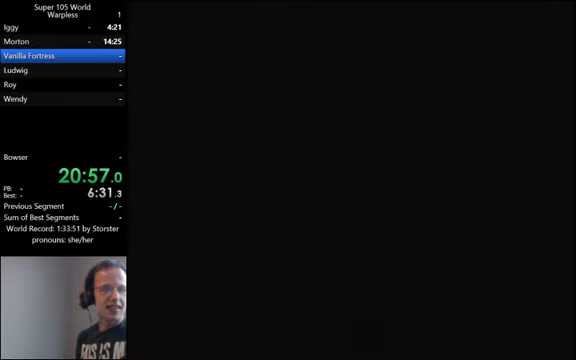 Super 105 World
Warpless 1
Iggy - 4:21
Morton - 14:25
Vanilla Fortress -
Ludwig -
Roy -
Wendy -
Bowser -
20:57.0
PB: -
Best: - 6:31.3
Previous Segment - / -
Sum of Best Segments -
World Record: 1:33:51 by Storster
pronouns: she/her